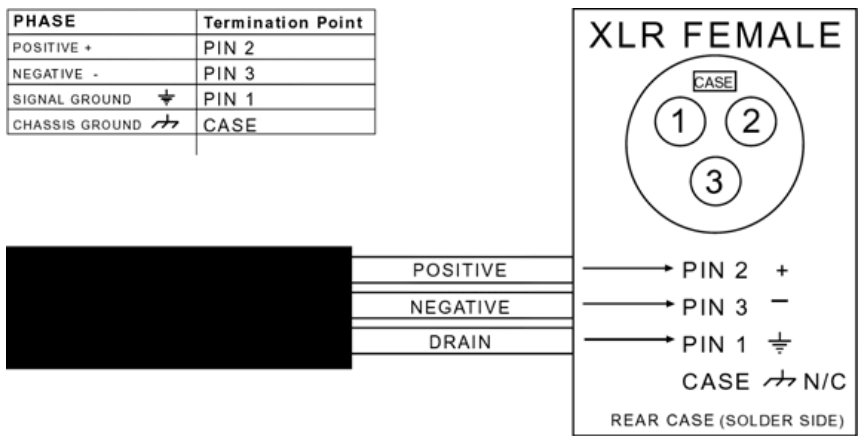 PHASE Termination Point
POSITIVE + PIN 2
NEGATIVE - PIN 3
SIGNAL GROUND PIN 1
CHASSIS GROUND CASE
XLR FEMALE
CASE
1 2
3
POSITIVE PIN 2 +
NEGATIVE PIN 3 –
DRAIN PIN 1
CASE N/C
REAR CASE (SOLDER SIDE)